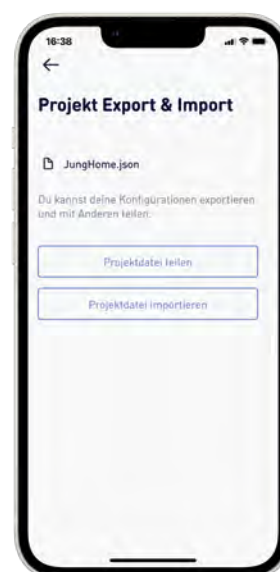 16:38
Projekt Export & Import
JungHome.json
Du kannst deine Konfigurationen exportieren
und mit Anderen teilen.
Projektdatei teilen
Projektdatei importieren